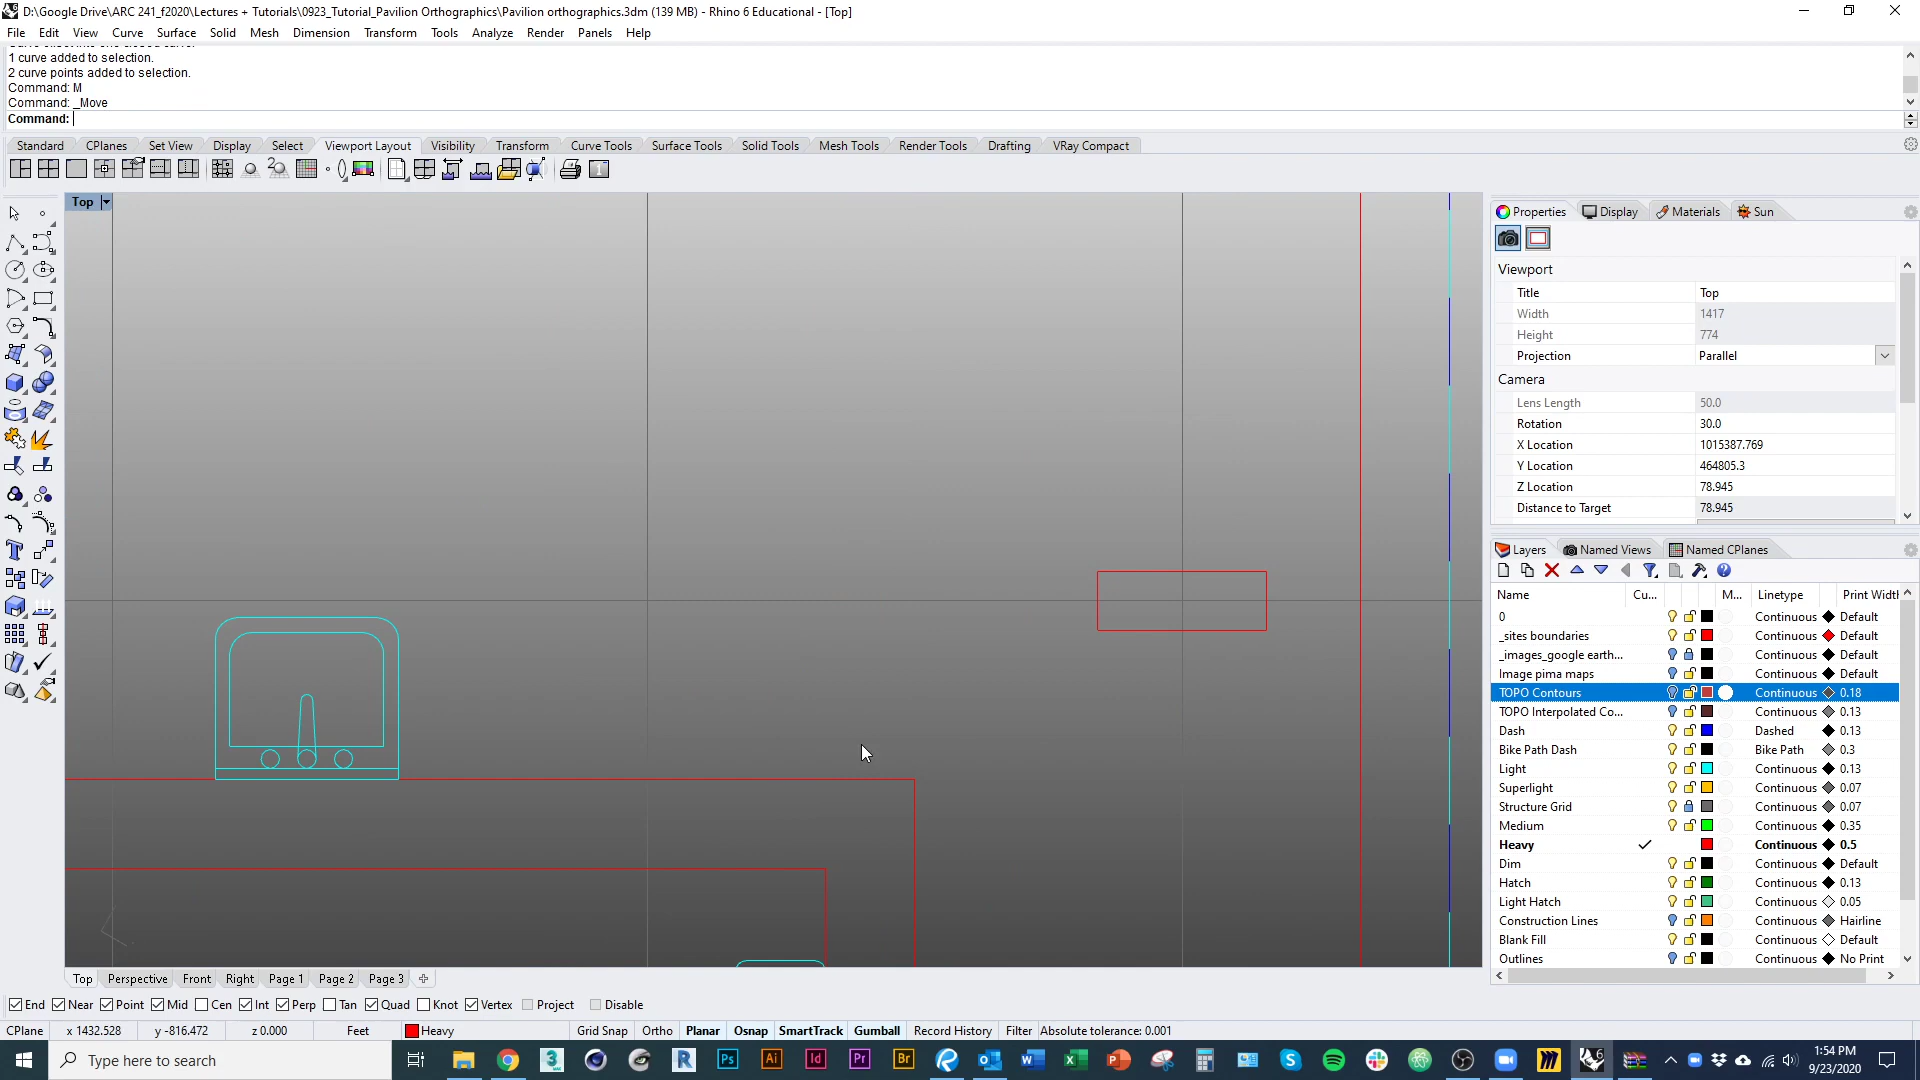 D:\Google Drive\ARC 241_f2020\Lectures + Tutorials\0923_Tutorial_Pavilion Orthographics\Pavilion orthographics.3dm (139 MB) - Rhino 6 Educational - [Top]
File Edit View Curve Surface Solid Mesh Dimension Transform Tools Analyze Render Panels Help
1 curve added to selection.
2 curve points added to selection.
Command: M
Command: _Move
Command:
Standard CPlanes Set View Display Select Viewport Layout Visibility Transform Curve Tools Surface Tools Solid Tools Mesh Tools Render Tools Drafting VRay Compact
Top
Properties Display Materials Sun
Viewport
Title Top
Width 1417
Height 774
Projection Parallel
Camera
Lens Length 50.0
Rotation 30.0
X Location 1015387.769
Y Location 464805.3
Z Location 78.945
Distance to Target 78.945
Layers Named Views Named CPlanes
Name Cu... M... Linetype Print Width
0 Continuous Default
_sites boundaries Continuous Default
_images_google earth... Continuous Default
Image pima maps Continuous Default
TOPO Contours Continuous 0.18
TOPO Interpolated Co... Continuous 0.13
Dash Dashed 0.13
Bike Path Dash Bike Path 0.3
Light Continuous 0.13
Superlight Continuous 0.07
Structure Grid Continuous 0.07
Medium Continuous 0.35
Heavy Continuous 0.5
Dim Continuous Default
Hatch Continuous 0.13
Light Hatch Continuous 0.05
Construction Lines Continuous Hairline
Blank Fill Continuous Default
Outlines Continuous No Print
Top Perspective Front Right Page 1 Page 2 Page 3
End Near Point Mid Cen Int Perp Tan Quad Knot Vertex Project Disable
CPlane x 1432.528 y -816.472 z 0.000 Feet Heavy Grid Snap Ortho Planar Osnap SmartTrack Gumball Record History Filter Absolute tolerance: 0.001
Type here to search
1:54 PM
9/23/2020